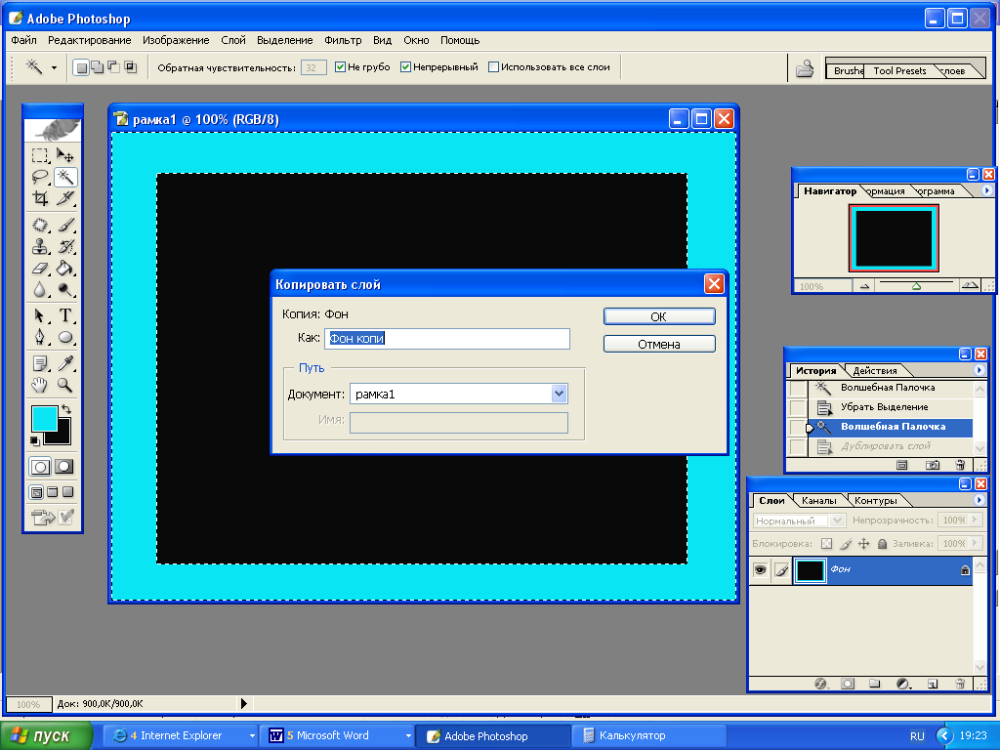 Adobe Photoshop
Файл Редактирование Изображение Слой Выделение Фильтр Вид Окно Помощь
Обратная чувствительность: 32 Не грубо Непрерывный Использовать все слои
Brushe Tool Presets слоев
рамка1 @ 100% (RGB/8)
Навигатор ормация ограмма
100%
Копировать слой
Копия: Фон
Как: Фон копи
ОК
Отмена
Путь
Документ: рамка1
Имя:
История Действия
Волшебная Палочка
Убрать Выделение
Волшебная Палочка
Дублировать слой
Слои Каналы Контуры
Нормальный Непрозрачность: 100%
Блокировка: Заливка: 100%
Фон
100% Док: 900,0K/900,0K
пуск 4 Internet Explorer 5 Microsoft Word Adobe Photoshop Калькулятор RU 19:23